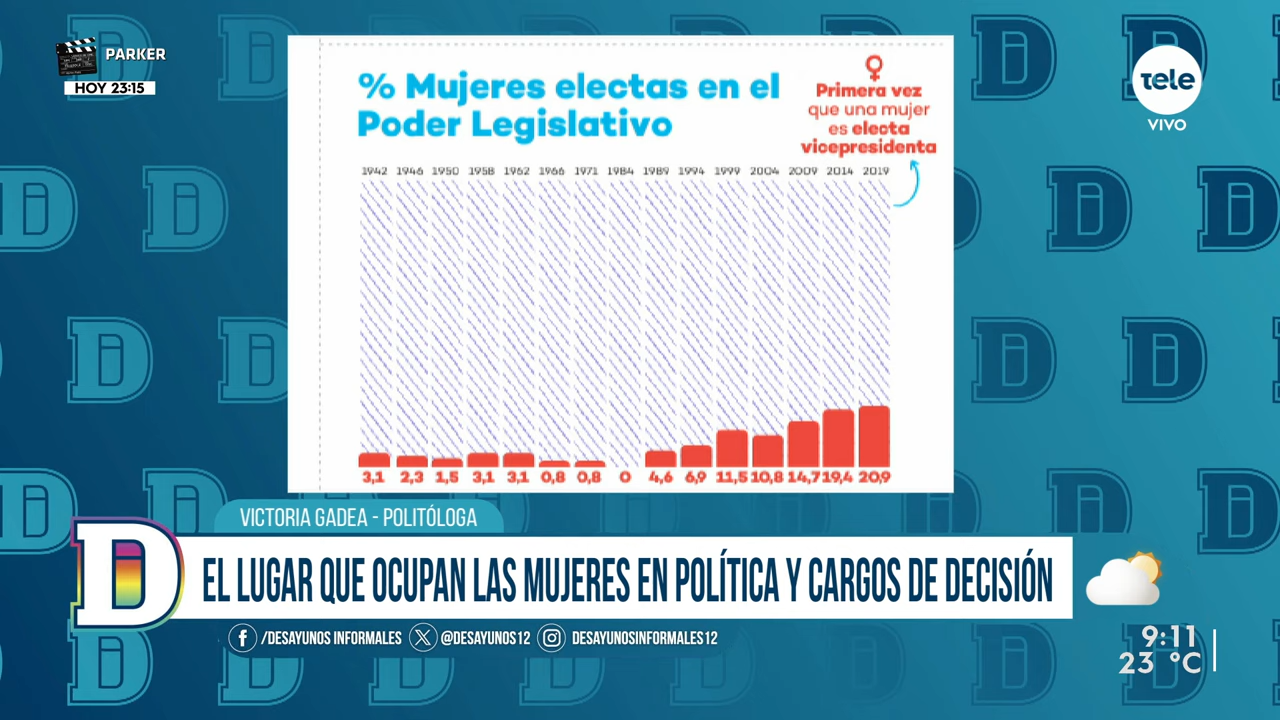 PARKER
HOY 23:15
% Mujeres electas en el
Poder Legislativo
Primera vez
que una mujer
es electa
vicepresidenta
tele
VIVO
1942 1946 1950 1958 1962 1966 1971 1984 1989 1994 1999 2004 2009 2014 2019
3,1 2,3 1,5 3,1 3,1 0,8 0,8 0 4,6 6,9 11,5 10,8 14,7 19,4 20,9
VICTORIA GADEA - POLITÓLOGA
D
EL LUGAR QUE OCUPAN LAS MUJERES EN POLÍTICA Y CARGOS DE DECISIÓN
/DESAYUNOS INFORMALES @DESAYUNOS12 DESAYUNOSINFORMALES12
9:11
23 °C